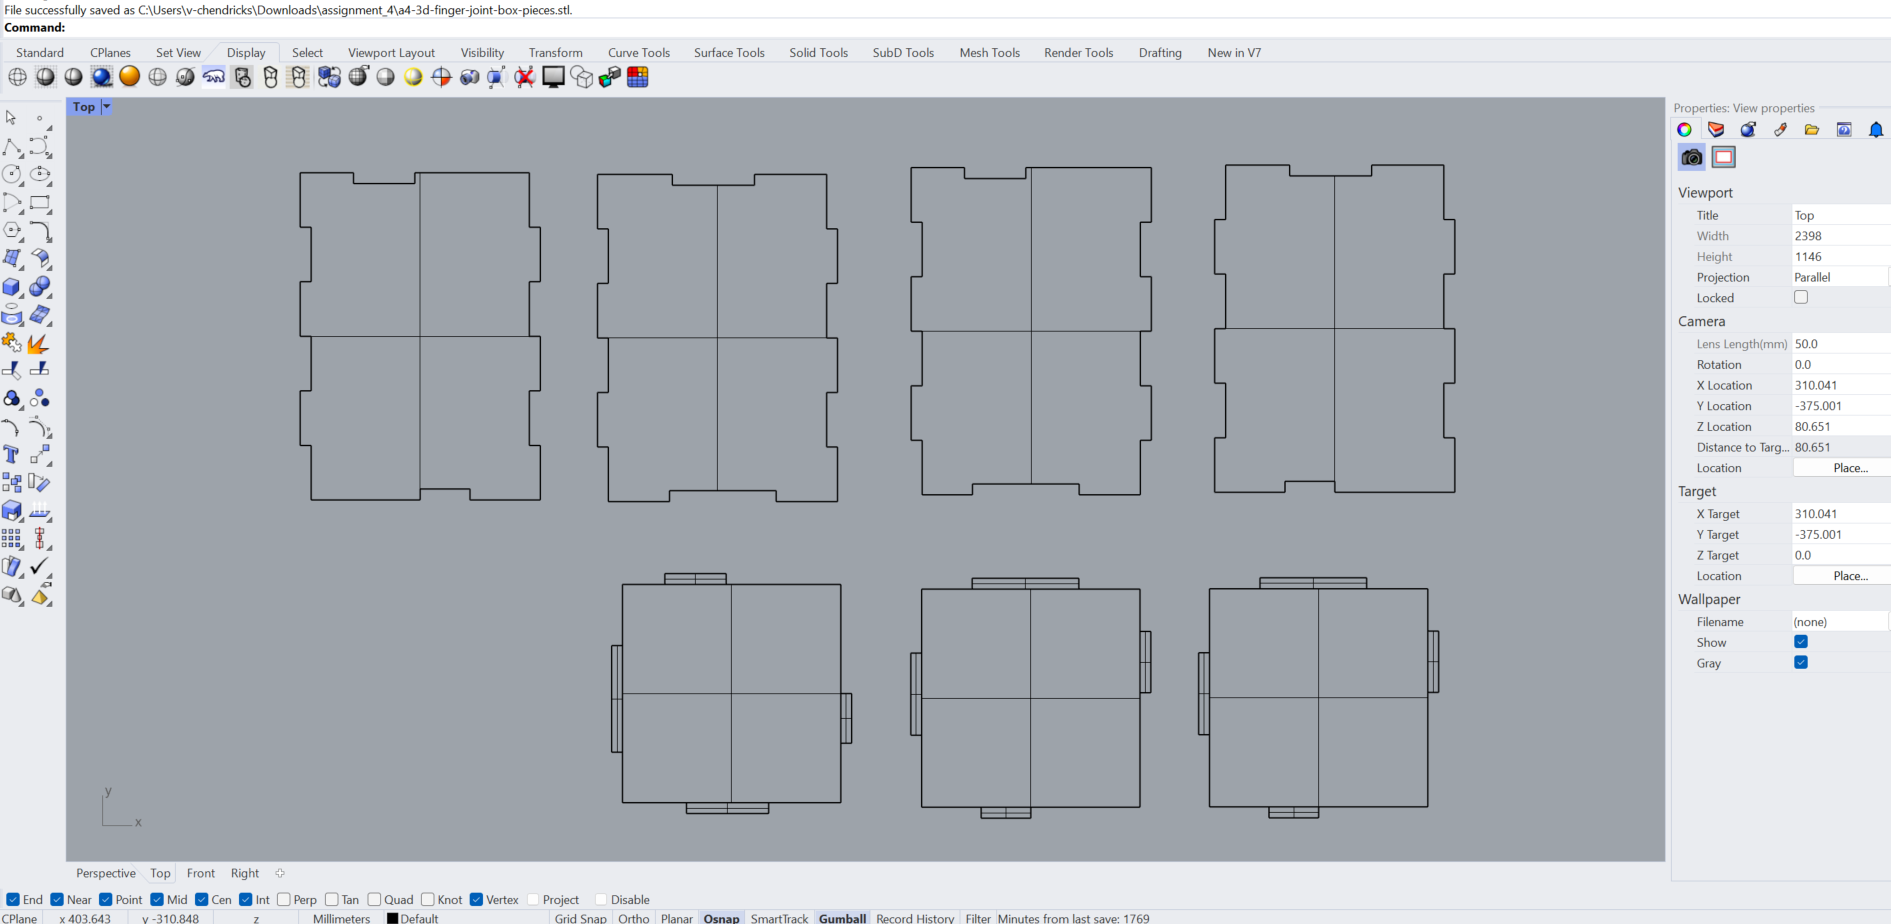 File successfully saved as C:\Users\v-chendricks\Downloads\assignment_4\a4-3d-finger-joint-box-pieces.stl.
Command:
Standard CPlanes Set View Display Select Viewport Layout Visibility Transform Curve Tools Surface Tools Solid Tools SubD Tools Mesh Tools Render Tools Drafting New in V7
Top
Properties: View properties
Viewport
Title Top
Width 2398
Height 1146
Projection Parallel
Locked
Camera
Lens Length(mm) 50.0
Rotation 0.0
X Location 310.041
Y Location -375.001
Z Location 80.651
Distance to Targ... 80.651
Location Place...
Target
X Target 310.041
Y Target -375.001
Z Target 0.0
Location Place...
Wallpaper
Filename (none)
Show
Gray
y
x
Perspective Top Front Right
End Near Point Mid Cen Int Perp Tan Quad Knot Vertex Project Disable
CPlane x 403.643 y -310.848 z Millimeters Default Grid Snap Ortho Planar Osnap SmartTrack Gumball Record History Filter Minutes from last save: 1769